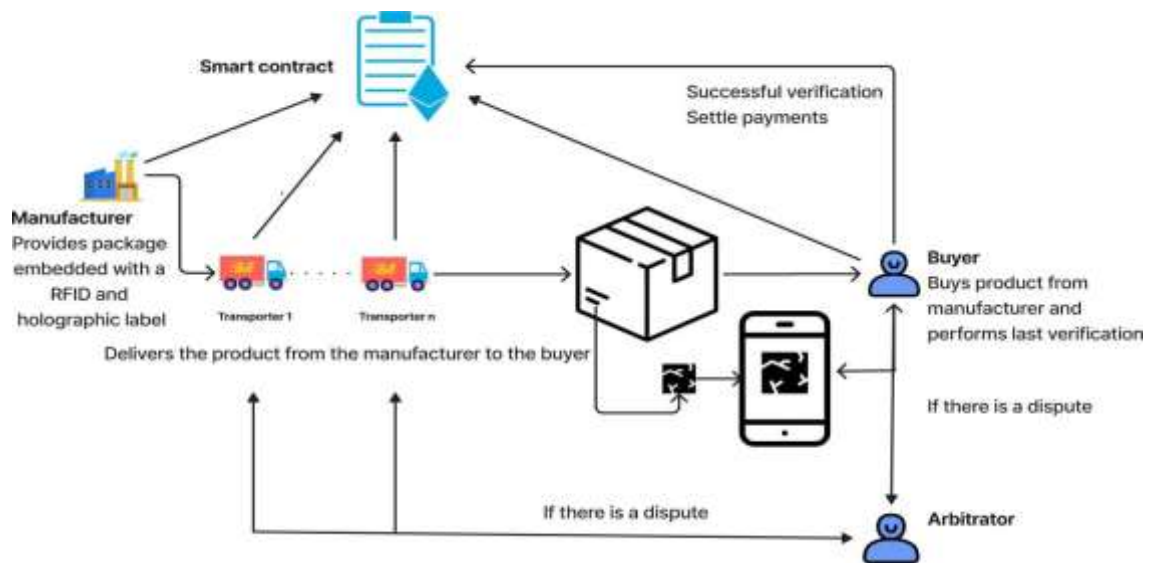 Smart contract
Successful verification
Settle payments
Manufacturer
Provides package
embedded with a
RFID and
holographic label
Transporter 1
Transporter n
Buyer
Buys product from
manufacturer and
performs last verification
Delivers the product from the manufacturer to the buyer
If there is a dispute
If there is a dispute
Arbitrator